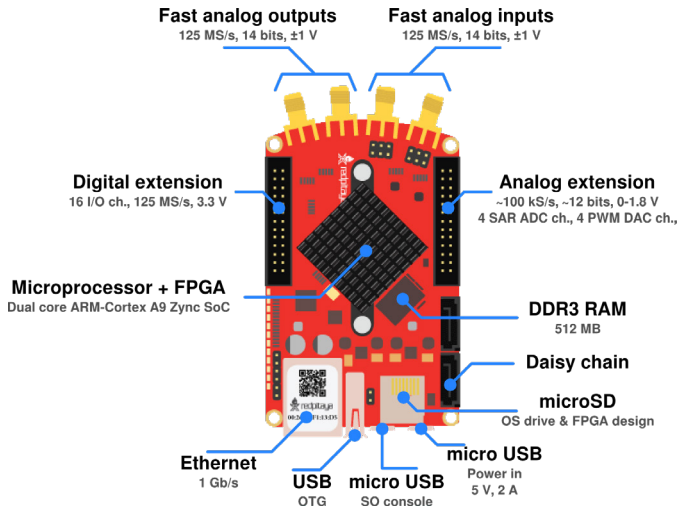 Fast analog outputs
125 MS/s, 14 bits, ±1 V
Fast analog inputs
125 MS/s, 14 bits, ±1 V
redpitaya
Digital extension
16 I/O ch., 125 MS/s, 3.3 V
Analog extension
~100 kS/s, ~12 bits, 0-1.8 V
4 SAR ADC ch., 4 PWM DAC ch.,
Microprocessor + FPGA
Dual core ARM-Cortex A9 Zync SoC
DDR3 RAM
512 MB
Daisy chain
microSD
OS drive & FPGA design
redpitaya
Ethernet
1 Gb/s
USB
OTG
micro USB
SO console
micro USB
Power in
5 V, 2 A